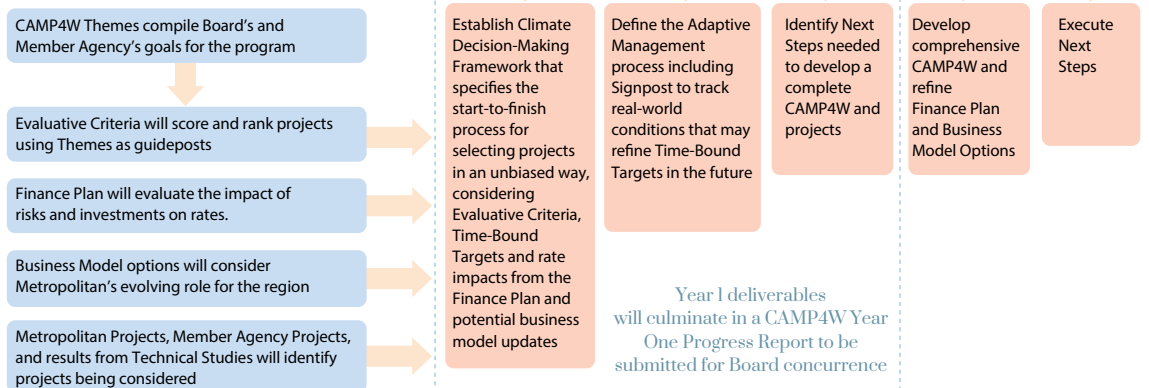 CAMP4W Themes compile Board's and
Member Agency's goals for the program
Evaluative Criteria will score and rank projects
using Themes as guideposts
Finance Plan will evaluate the impact of
risks and investments on rates.
Business Model options will consider
Metropolitan's evolving role for the region
Metropolitan Projects, Member Agency Projects,
and results from Technical Studies will identify
projects being considered
Establish Climate
Decision-Making
Framework that
specifies the
start-to-finish
process for
selecting projects
in an unbiased way,
considering
Evaluative Criteria,
Time-Bound
Targets and rate
impacts from the
Finance Plan and
potential business
model updates
Define the Adaptive
Management
process including
Signpost to track
real-world
conditions that may
refine Time-Bound
Targets in the future
Identify Next
Steps needed
to develop a
complete
CAMP4W and
projects
Year 1 deliverables
will culminate in a CAMP4W Year
One Progress Report to be
submitted for Board concurrence
Develop
comprehensive
CAMP4W and
refine
Finance Plan
and Business
Model Options
Execute
Next
Steps